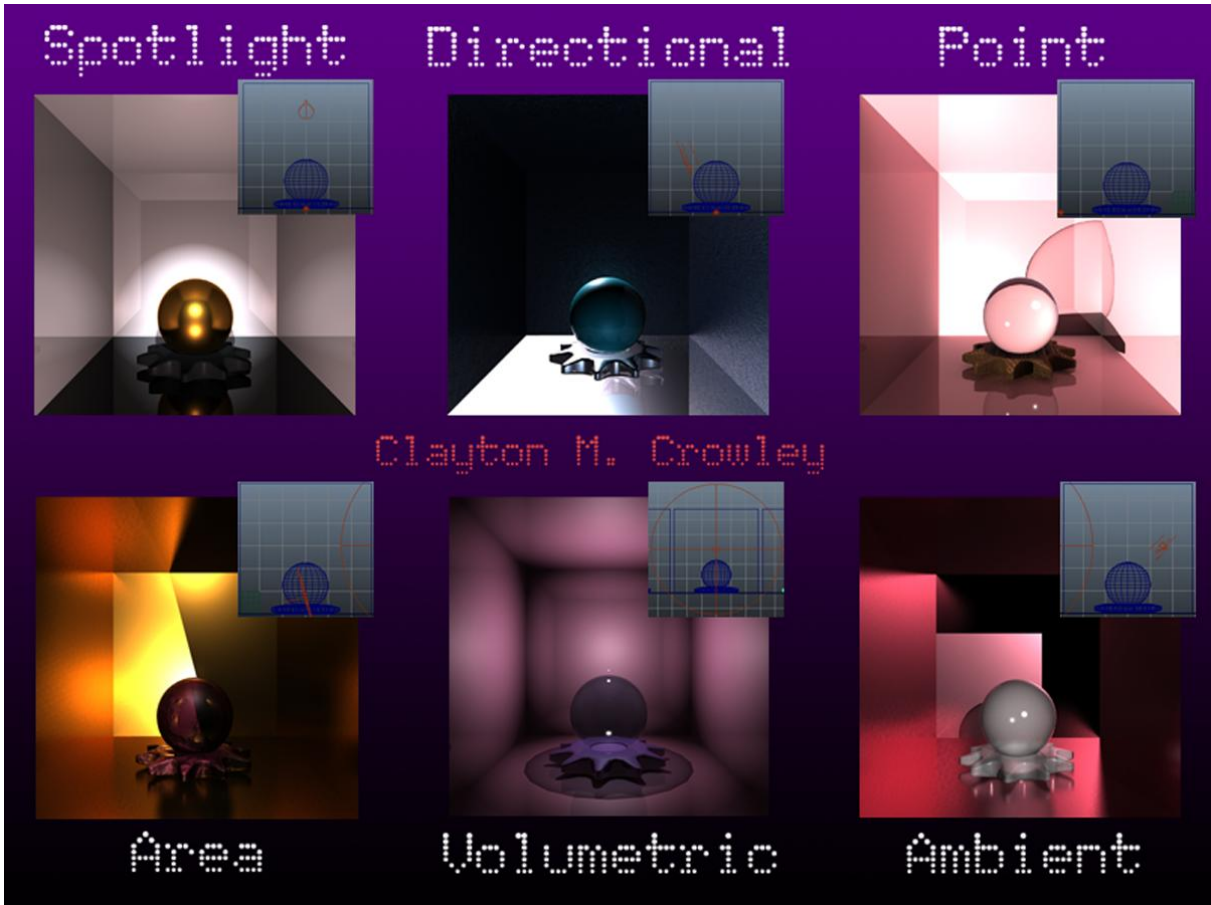 Spotlight Directional Point
Clayton M. Crowley
Area Volumetric Ambient